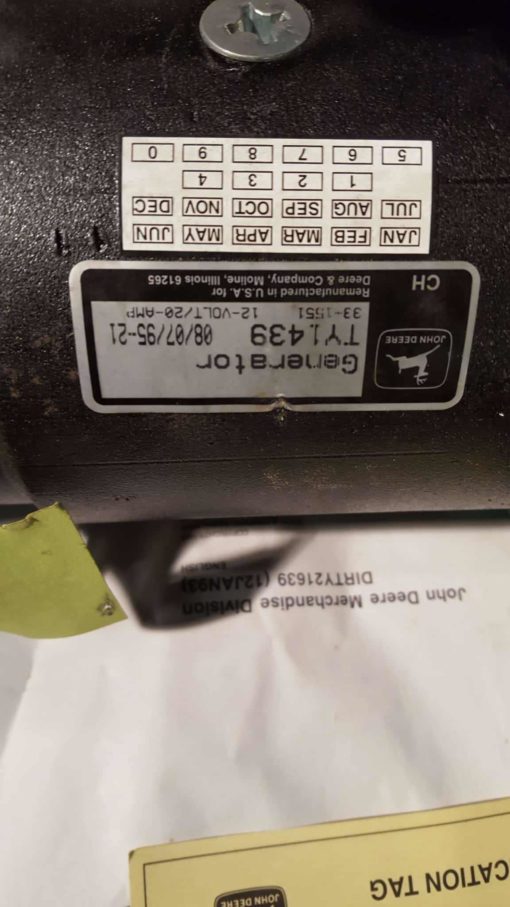 JOHN DEERE
CATION TAG
John Deere Merchandise Division
DIRTY21639 (12JAN93)
ENGLISH
JOHN DEERE
Generator
TY1439 08/07/95-21
33-1551 12-VOLT/20-AMP
Remanufactured in U.S.A. for
Deere & Company, Moline, Illinois 61265
CH
JAN FEB MAR APR MAY JUN
JUL AUG SEP OCT NOV DEC
1 2 3 4
5 6 7 8 9 0